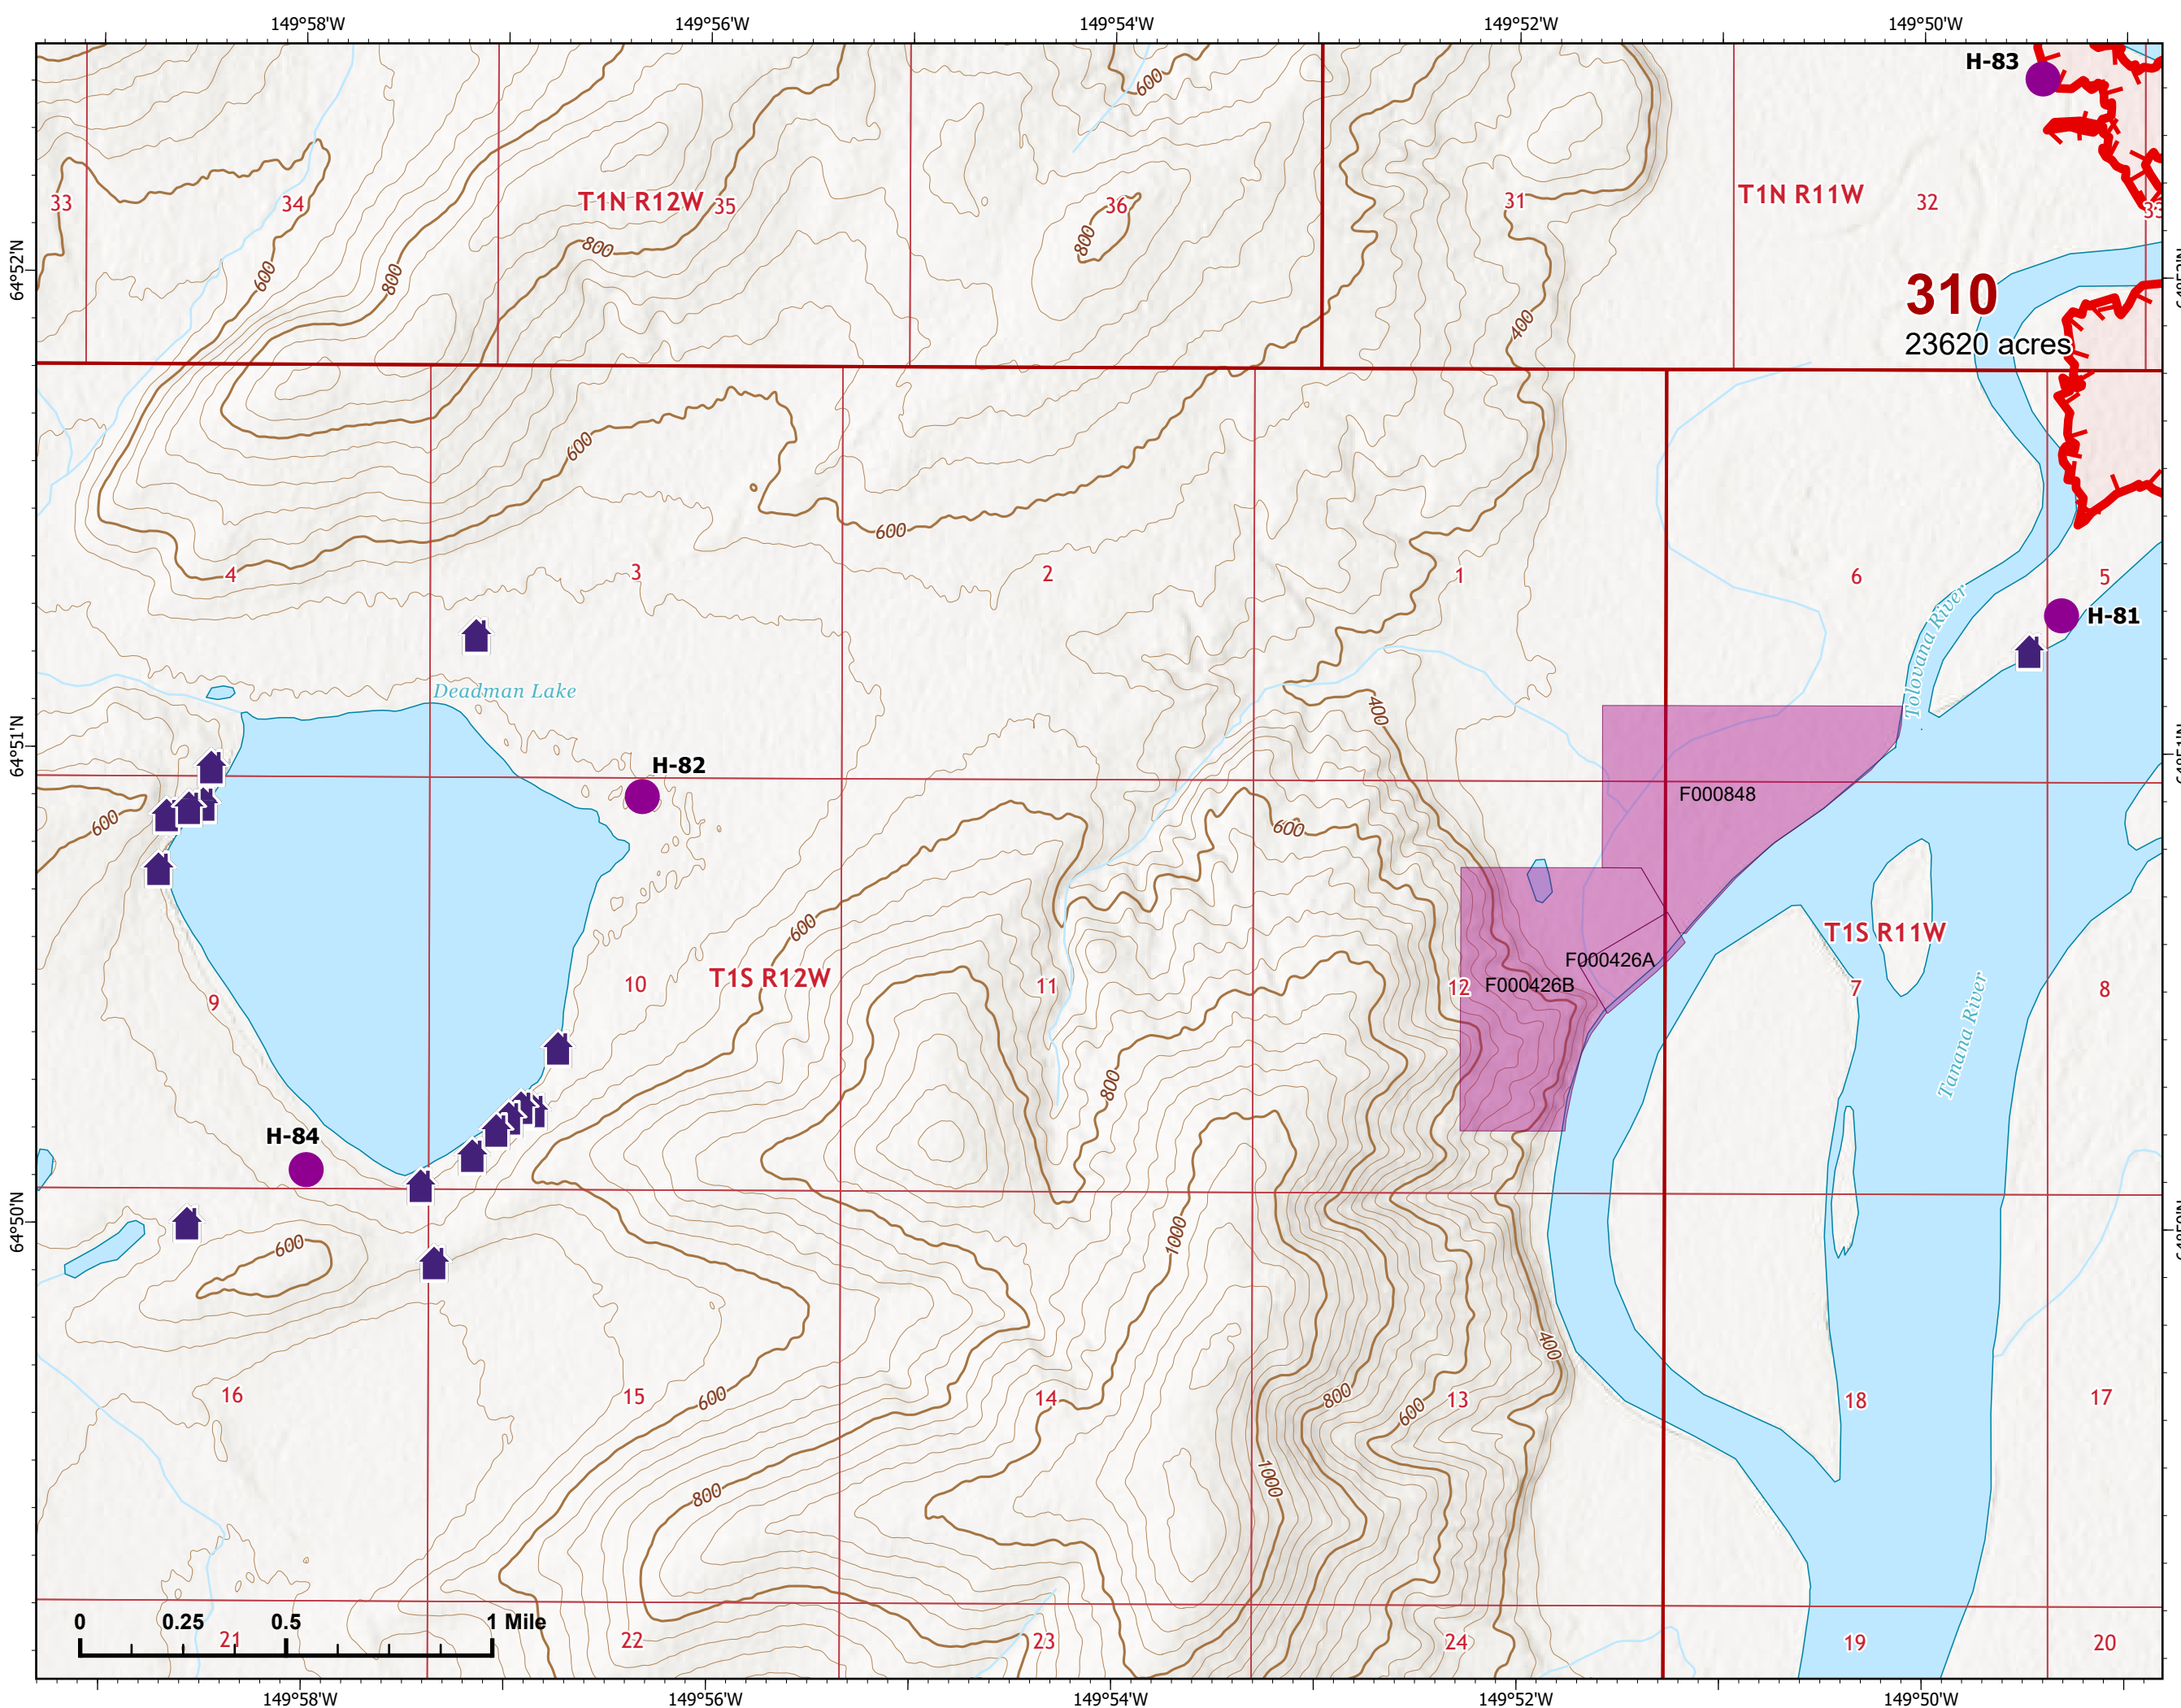 149°58'W 149°56'W 149°54'W 149°52'W 149°50'W
H-83
600
33 34 T1N R12W 35 36 31 T1N R11W 32 33
800
800
600
800
64°52'N
310
400
23620 acres
600
600
4 3 2 1 6 5
H-81
Tolovana River
Deadman Lake
400
64°51'N
64°51'N
H-82
F000848
600
600
600
T1S R11W
F000426A
T1S R12W
9 10 11 12 F000426B 7 8
Tanana River
800
H-84
64°50'N
1000
600
400
16 15 600 14 800 600 13 18 17
1000
800
0 0.25 0.5 1 Mile
21 22 23 24 19 20
149°58'W 149°56'W 149°54'W 149°52'W 149°50'W